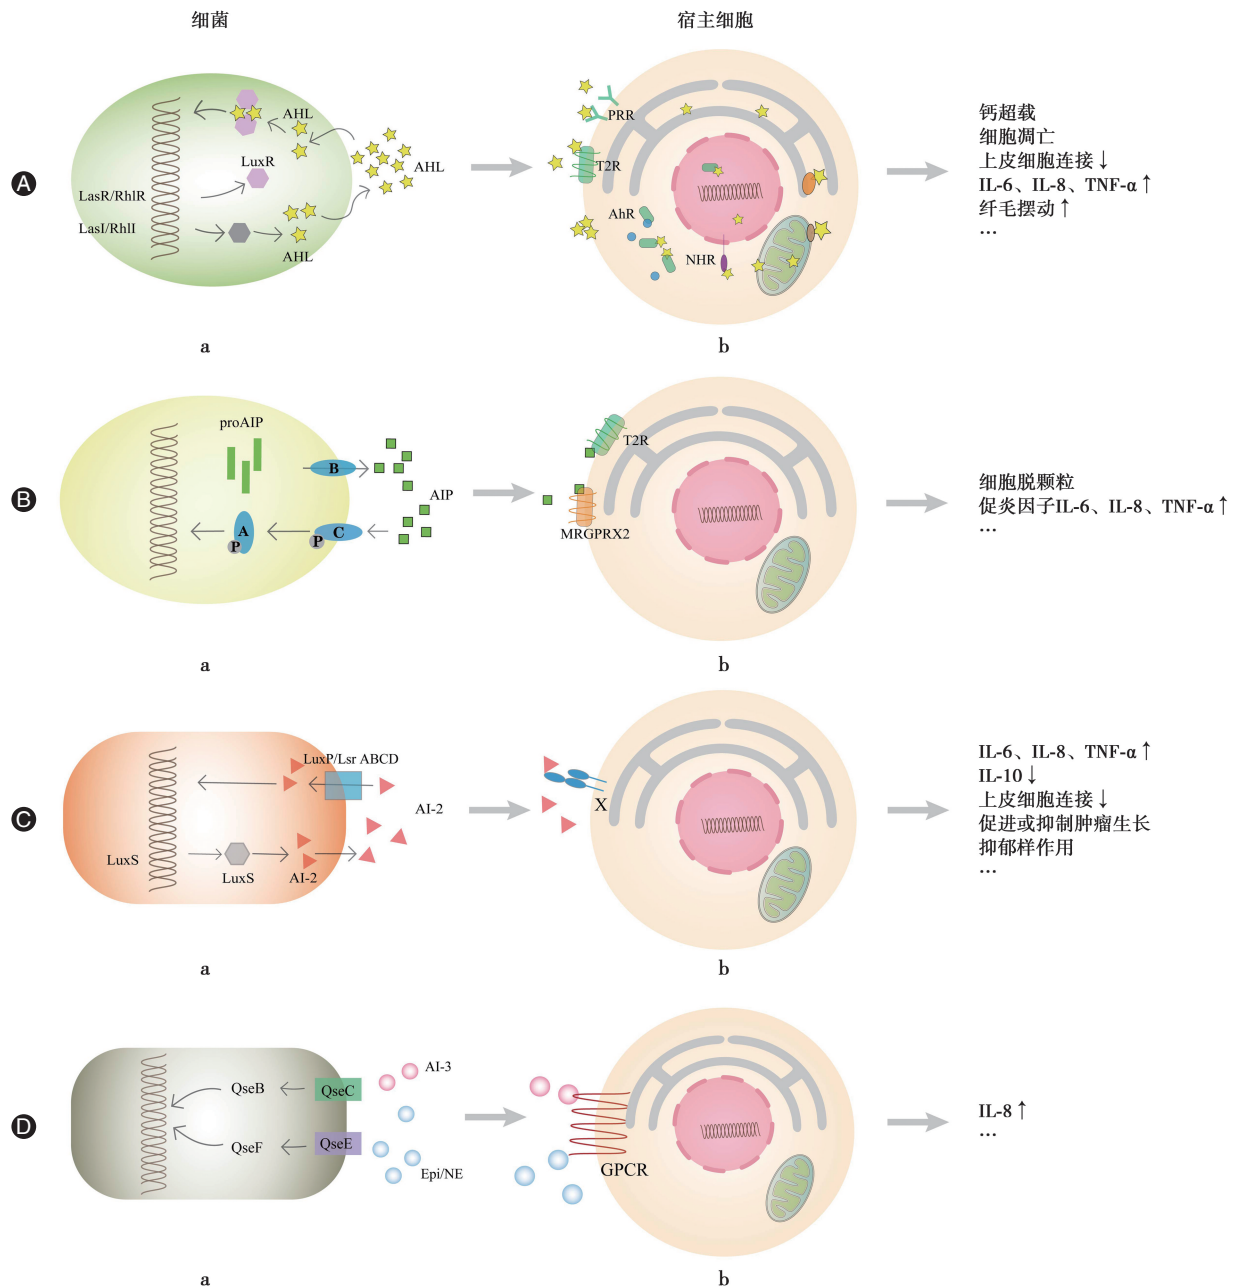 细菌
宿主细胞
A
AHL
LuxR
AHL
LasR/RhlR
LasI/RhlI
AHL
PRR
T2R
AhR
NHR
钙超载
细胞凋亡
上皮细胞连接↓
IL-6、IL-8、TNF-α↑
纤毛摆动↑
…
a
b
B
proAIP
B
AIP
A
P
C
P
T2R
MRGPRX2
细胞脱颗粒
促炎因子IL-6、IL-8、TNF-α↑
…
a
b
C
LuxP/Lsr ABCD
AI-2
LuxS
LuxS
AI-2
X
IL-6、IL-8、TNF-α↑
IL-10↓
上皮细胞连接↓
促进或抑制肿瘤生长
抑郁样作用
…
a
b
D
AI-3
QseB
QseC
QseF
QseE
Epi/NE
GPCR
IL-8↑
…
a
b